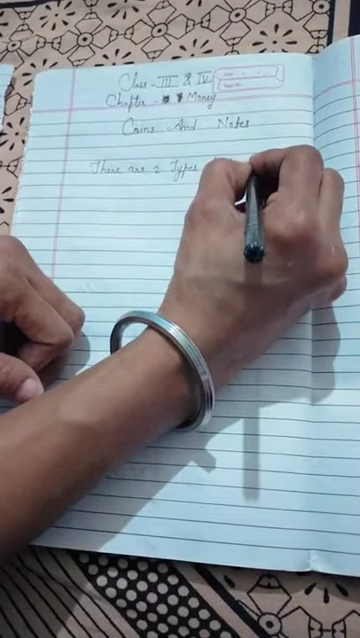 Class - III & IV
Chapter - Money
Coins And Notes
There are 2 Types